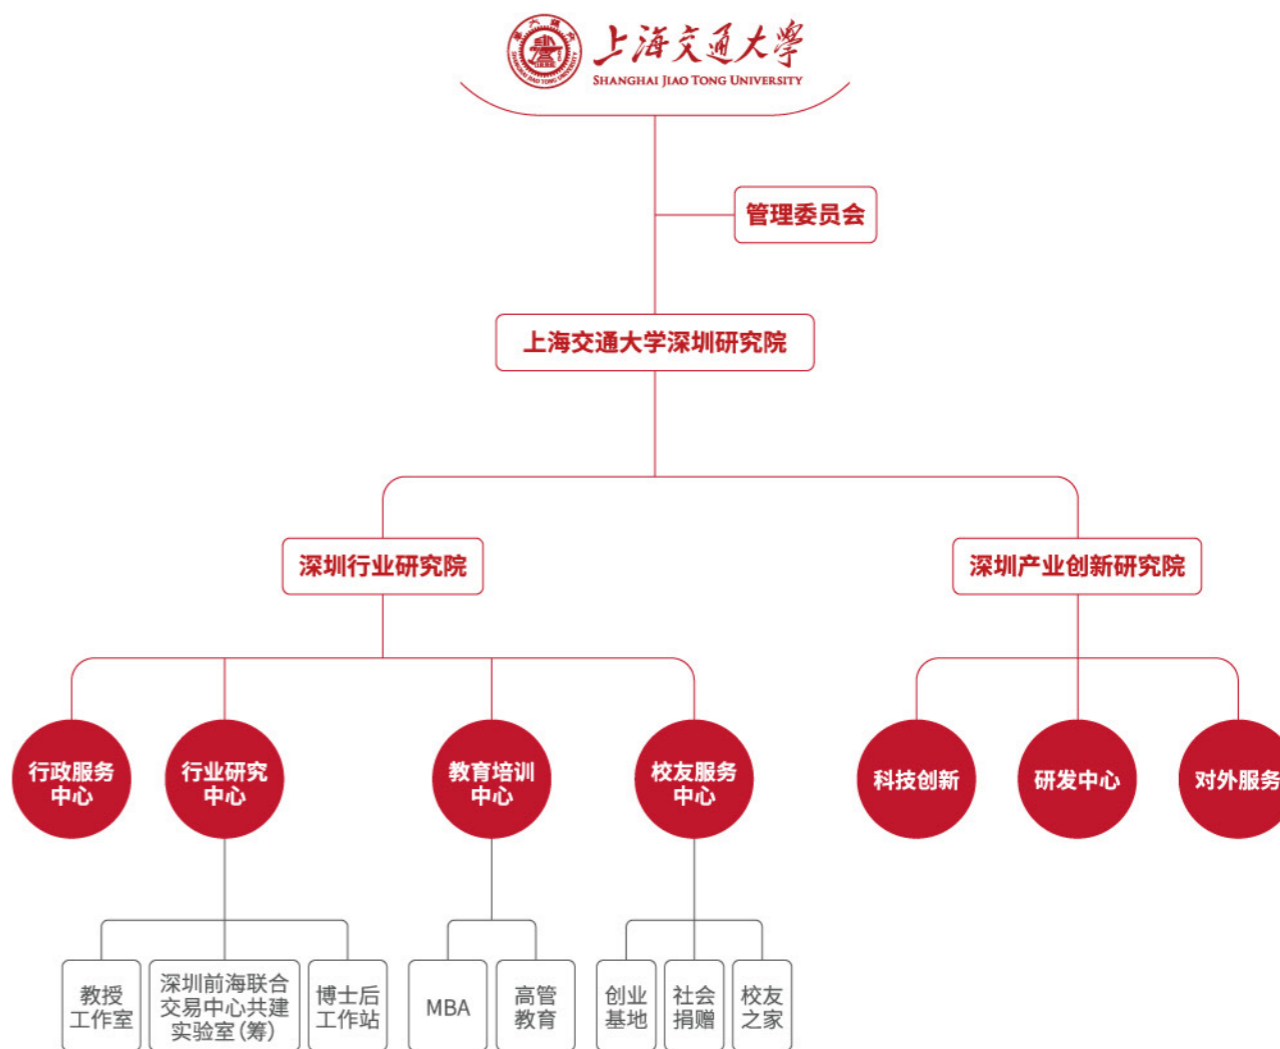 上海交通大學
SHANGHAI JIAO TONG UNIVERSITY
管理委员会
上海交通大学深圳研究院
深圳行业研究院
深圳产业创新研究院
行政服务
中心
行业研究
中心
教育培训
中心
校友服务
中心
科技创新
研发中心
对外服务
教授
工作室
深圳前海联合
交易中心共建
实验室(筹)
博士后
工作站
MBA
高管
教育
创业
基地
社会
捐赠
校友
之家